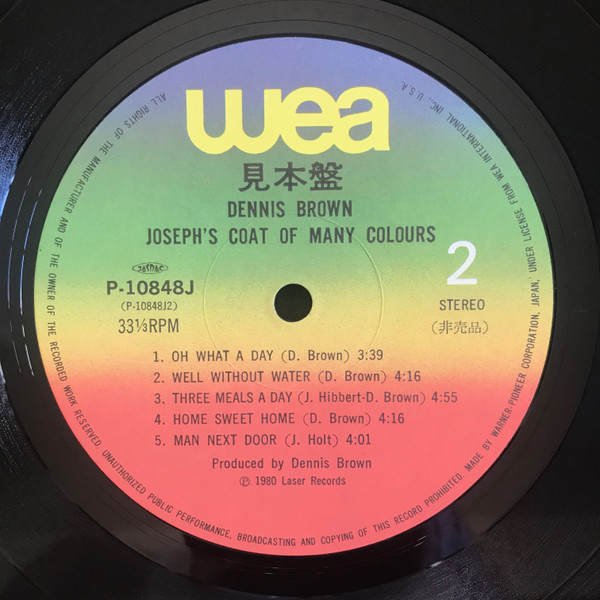 wea
見本盤
DENNIS BROWN
JOSEPH'S COAT OF MANY COLOURS
2
JASRAC
P-10848J
(P-10848J2)
33⅓RPM
STEREO
(非売品)
1. OH WHAT A DAY (D. Brown) 3:39
2. WELL WITHOUT WATER (D. Brown) 4:16
3. THREE MEALS A DAY (J. Hibbert-D. Brown) 4:55
4. HOME SWEET HOME (D. Brown) 4:16
5. MAN NEXT DOOR (J. Holt) 4:01
Produced by Dennis Brown
Ⓟ 1980 Laser Records
ALL RIGHTS OF THE MANUFACTURER AND OF THE OWNER OF THE RECORDED WORK RESERVED. UNAUTHORIZED PUBLIC PERFORMANCE, BROADCASTING AND COPYING OF THIS RECORD PROHIBITED. MADE BY WARNER-PIONEER CORPORATION, JAPAN, UNDER LICENSE FROM WEA INTERNATIONAL INC., U.S.A.